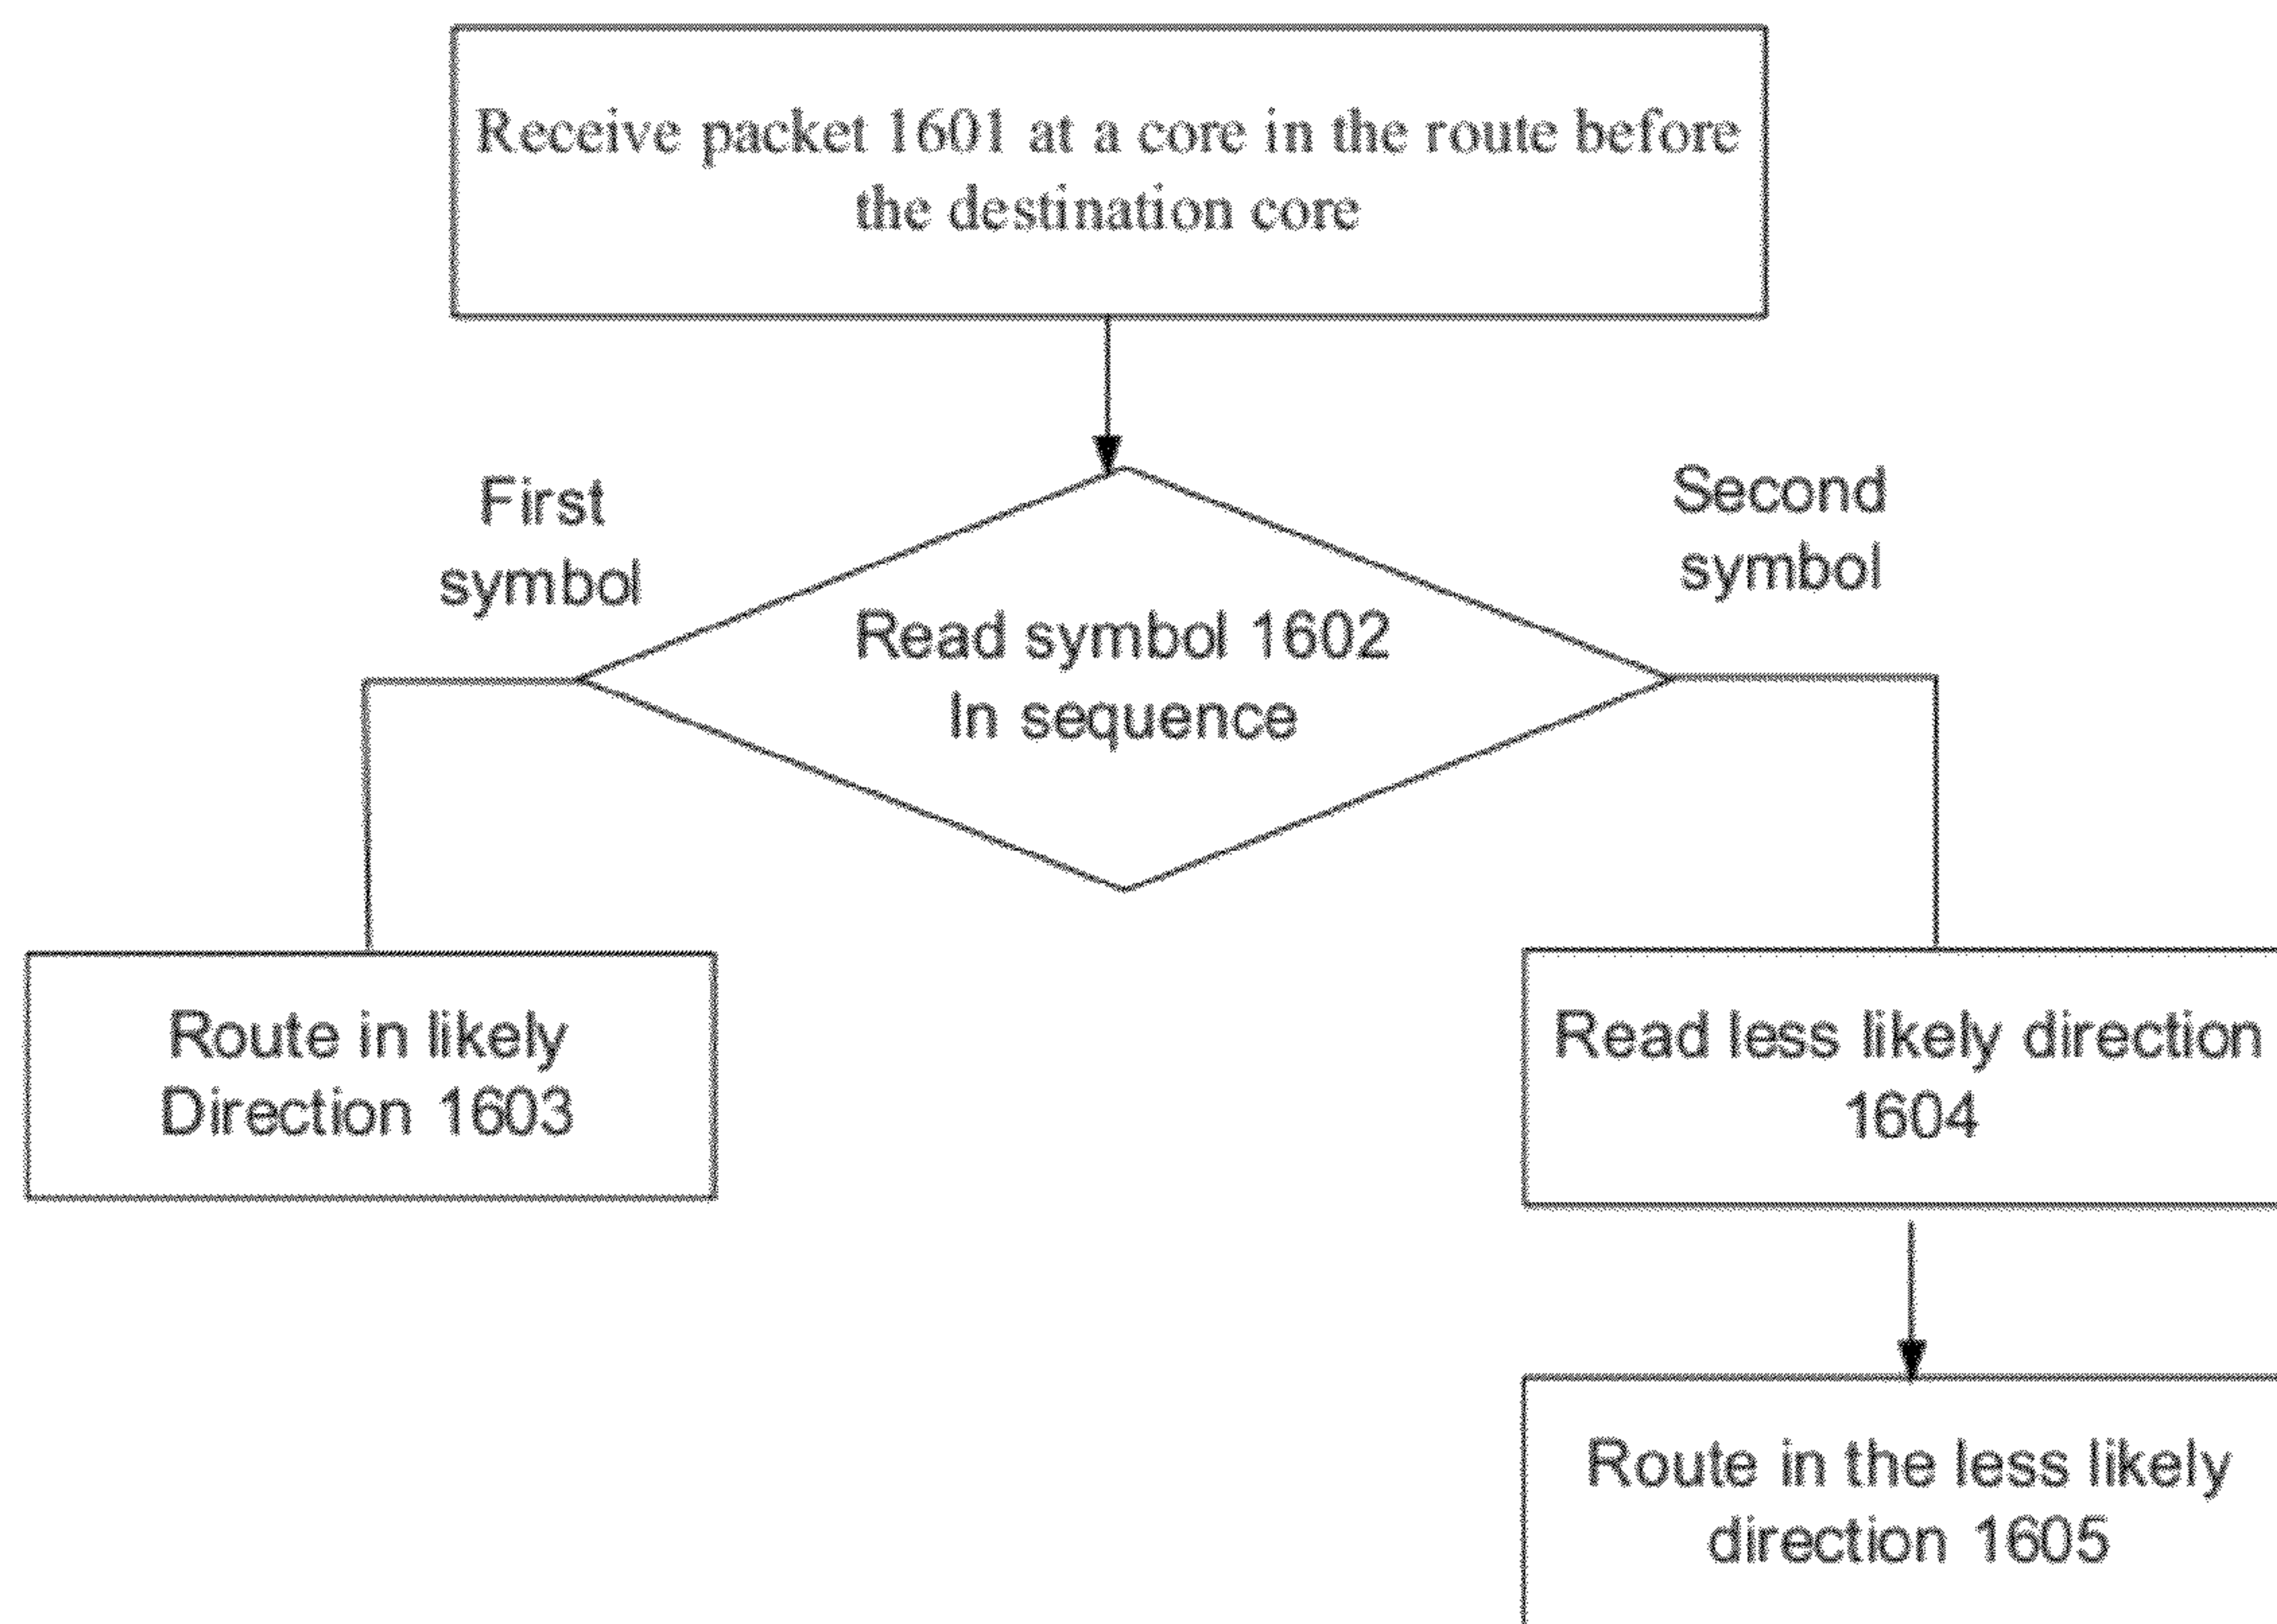 Receive packet 1601 at a core in the route before
the destination core
First
symbol
Second
symbol
Read symbol 1602
In sequence
Route in likely
Direction 1603
Read less likely direction
1604
Route in the less likely
direction 1605